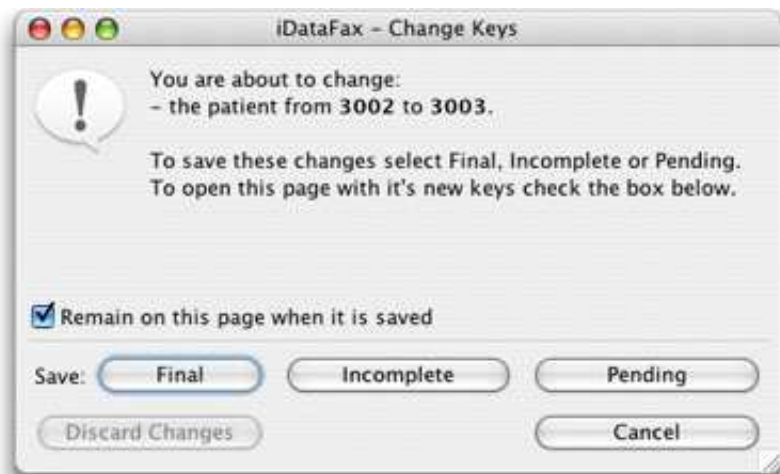 iDataFax – Change Keys
You are about to change:
– the patient from 3002 to 3003.
To save these changes select Final, Incomplete or Pending.
To open this page with it's new keys check the box below.
Remain on this page when it is saved
Save: Final Incomplete Pending
Discard Changes Cancel